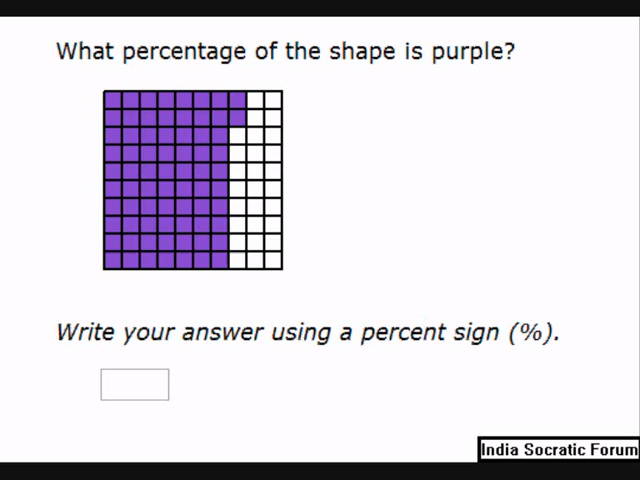 What percentage of the shape is purple?
Write your answer using a percent sign (%).
India Socratic Forum